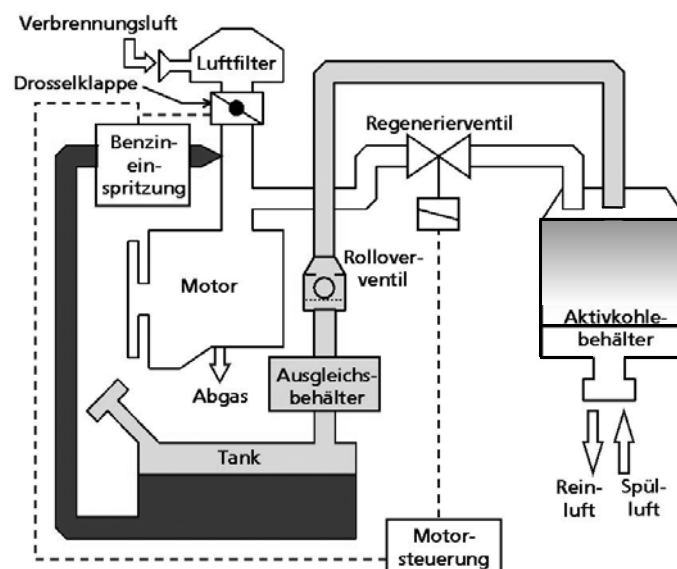 Verbrennungsluft
Luftfilter
Drosselklappe
Regenerierventil
Benzin-
ein-
spritzung
Rollover-
ventil
Motor
Aktivkohle-
behälter
Ausgleichs-
behälter
Abgas
Tank
Rein-
luft
Spül-
luft
Motor-
steuerung